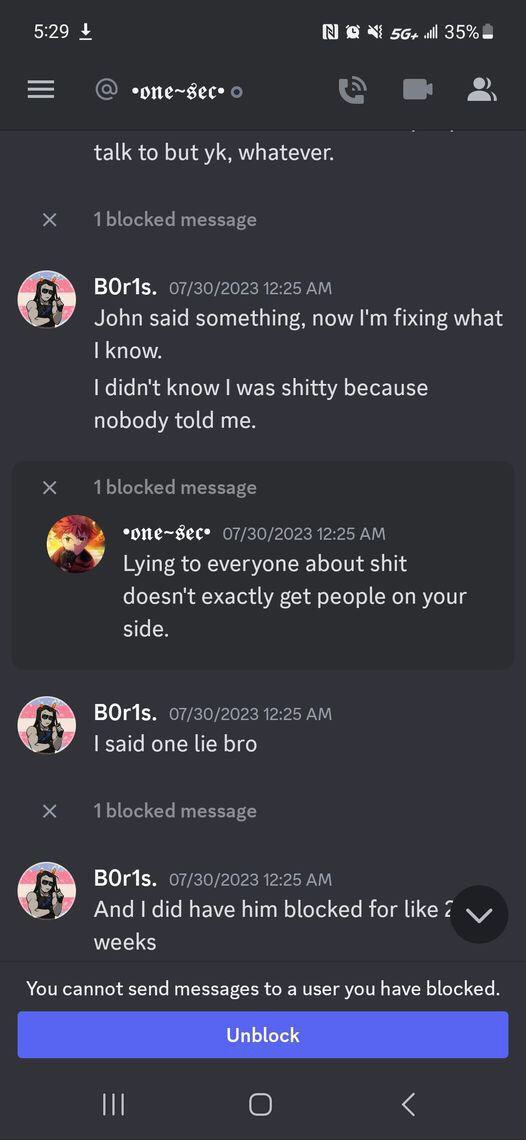 5:29
5G+ 35%
@ •𝖔𝖓𝖊~𝖘𝖊𝖈•
talk to but yk, whatever.
1 blocked message
B0r1s. 07/30/2023 12:25 AM
John said something, now I'm fixing what
I know.
I didn't know I was shitty because
nobody told me.
1 blocked message
•𝖔𝖓𝖊~𝖘𝖊𝖈• 07/30/2023 12:25 AM
Lying to everyone about shit
doesn't exactly get people on your
side.
B0r1s. 07/30/2023 12:25 AM
I said one lie bro
1 blocked message
B0r1s. 07/30/2023 12:25 AM
And I did have him blocked for like 2
weeks
You cannot send messages to a user you have blocked.
Unblock